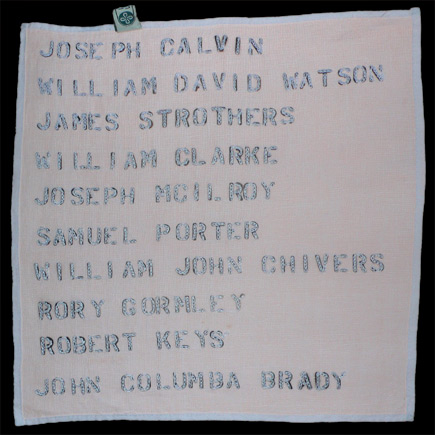 JOSEPH CALVIN
WILLIAM DAVID WATSON
JAMES STROTHERS
WILLIAM CLARKE
JOSEPH MCILROY
SAMUEL PORTER
WILLIAM JOHN CHIVERS
RORY GORMLEY
ROBERT KEYS
JOHN COLUMBA BRADY